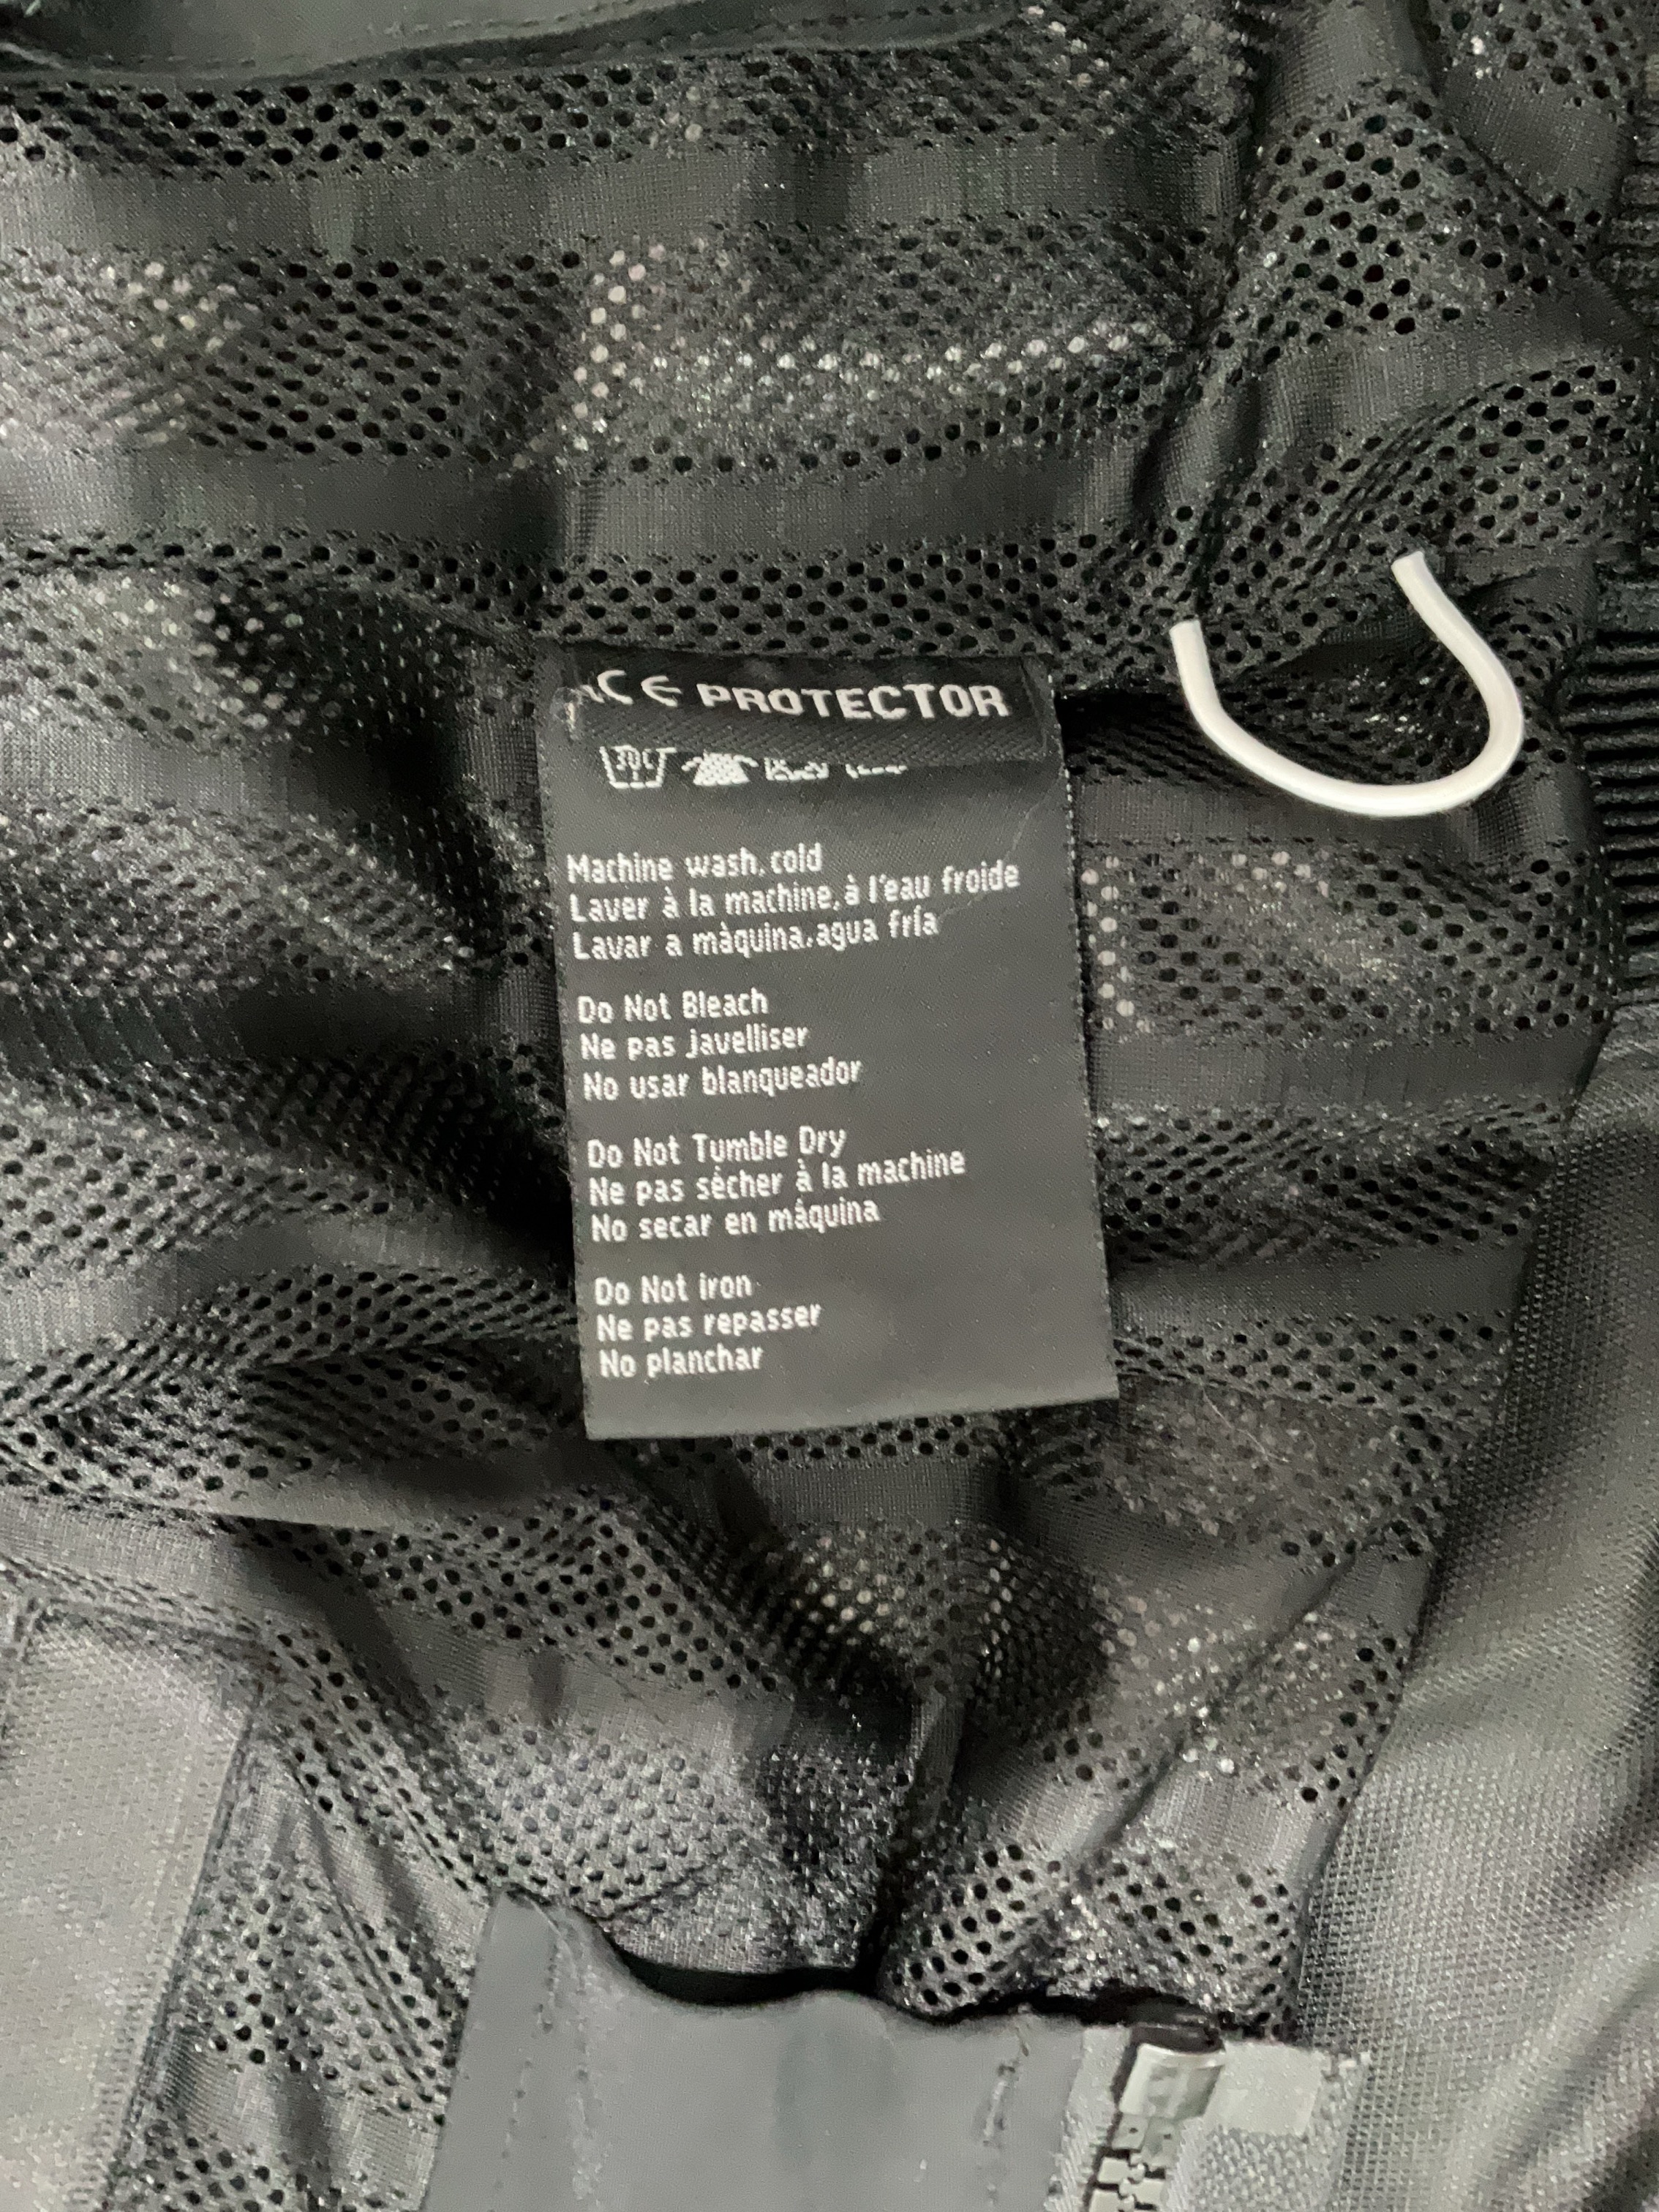 CE PROTECTOR
30C
Machine wash, cold
Laver à la machine, à l'eau froide
Lavar a màquina, agua fría
Do Not Bleach
Ne pas javelliser
No usar blanqueador
Do Not Tumble Dry
Ne pas sécher à la machine
No secar en máquina
Do Not iron
Ne pas repasser
No planchar